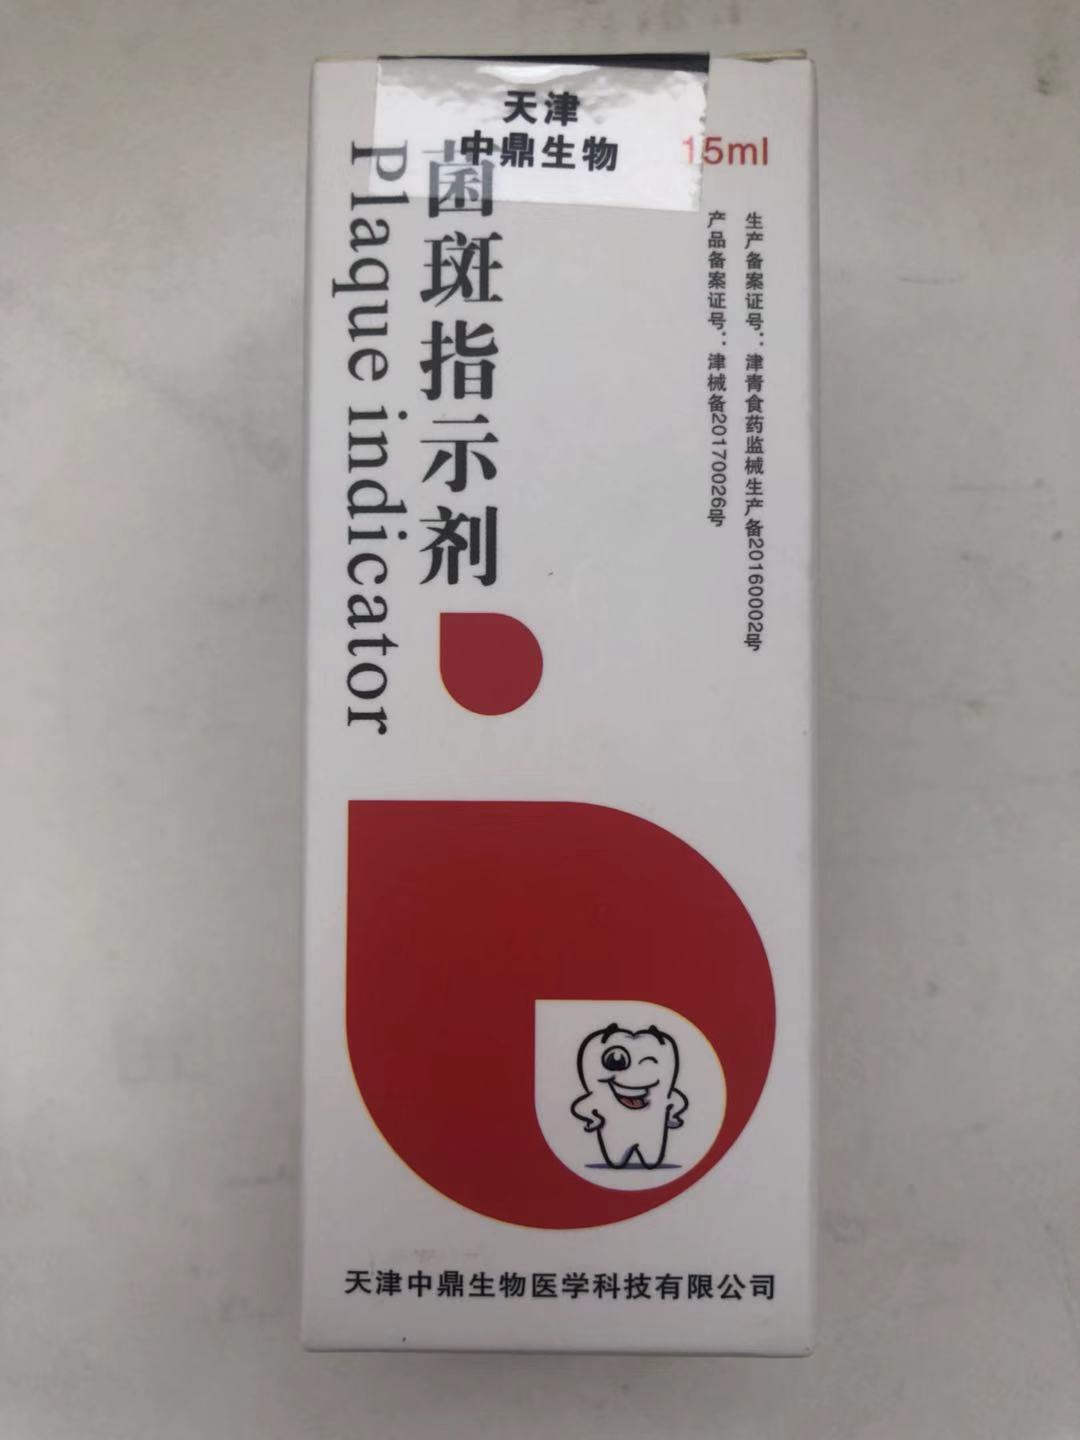 天津
中鼎生物
15ml
生产备案证号：津青食药监械生产备20160002号
产品备案证号：津械备20170026号
菌斑指示剂
Plaque indicator
天津中鼎生物医学科技有限公司